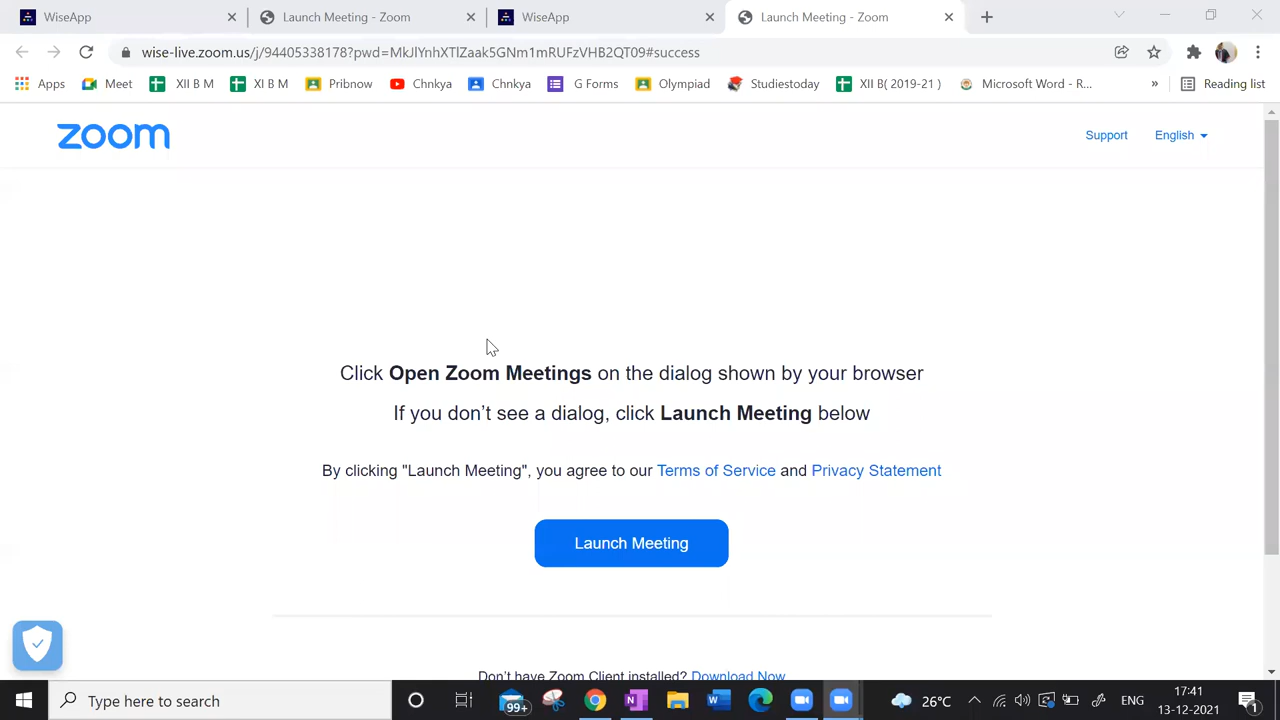 WiseApp
Launch Meeting - Zoom
WiseApp
Launch Meeting - Zoom
wise-live.zoom.us/j/94405338178?pwd=MkJlYnhXTlZaak5GNm1mRUFzVHB2QT09#success
Apps
Meet
XII B M
XI B M
Pribnow
Chnkya
Chnkya
G Forms
Olympiad
Studiestoday
XII B( 2019-21 )
Microsoft Word - R...
»
Reading list
zoom
Support
English
Click Open Zoom Meetings on the dialog shown by your browser
If you don't see a dialog, click Launch Meeting below
By clicking "Launch Meeting", you agree to our Terms of Service and Privacy Statement
Launch Meeting
Don't have Zoom Client installed? Download Now
Type here to search
99+
26°C
ENG
17:41
13-12-2021
1